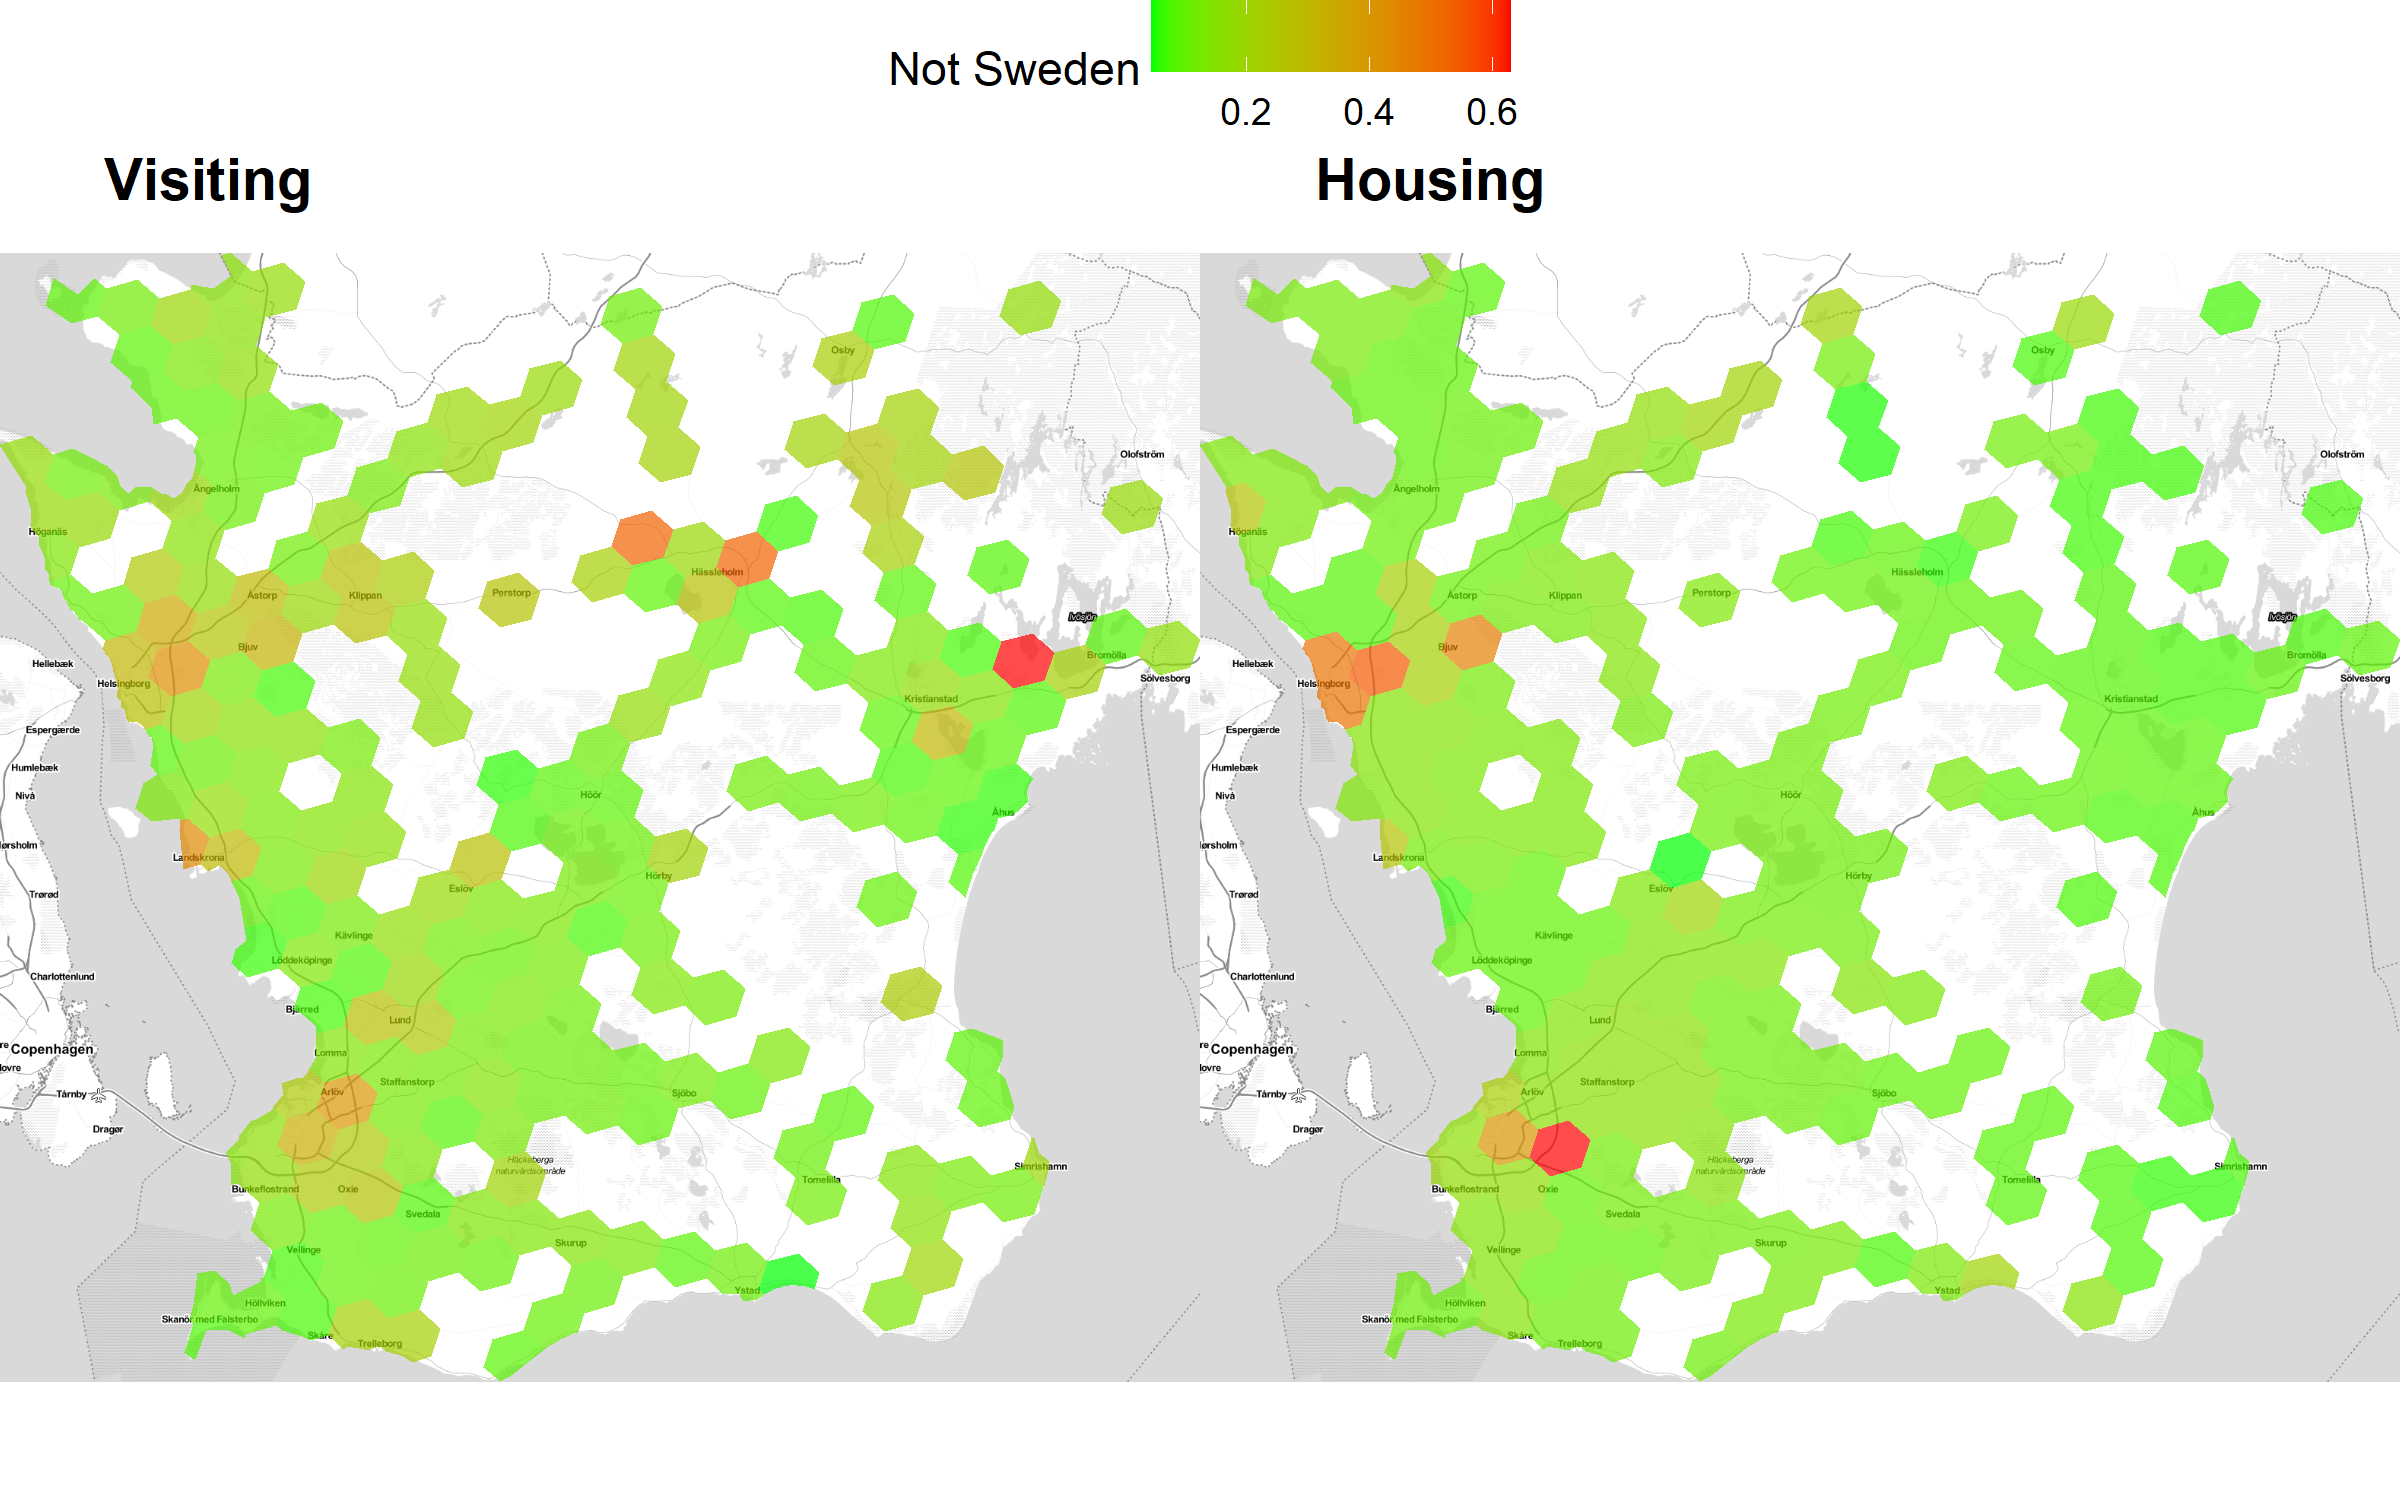 Not Sweden
0.2 0.4 0.6
Visiting
Housing
Osby
Olofström
Ängelholm
Höganäs
Hässleholm
Åstorp
Klippan
Perstorp
Ivösjön
Bjuv
Bromölla
Hellebæk
Helsingborg
Sölvesborg
Kristianstad
Espergærde
Humlebæk
Nivå
Höör
Åhus
ørsholm
Landskrona
Hörby
Eslöv
Trørød
Kävlinge
Löddeköpinge
Charlottenlund
Bjärred
Lund
re Copenhagen
Lomma
lovre
Staffanstorp
Arlöv
Sjöbo
Tårnby
Dragør
Häckeberga
naturvårdsområde
Simrishamn
Tomelilla
Bunkeflostrand
Oxie
Svedala
Skurup
Vellinge
Ystad
Höllviken
Skanör med Falsterbo
Skåre
Trelleborg
Osby
Olofström
Ängelholm
Höganäs
Hässleholm
Åstorp
Klippan
Perstorp
Ivösjön
Bjuv
Bromölla
Hellebæk
Helsingborg
Sölvesborg
Kristianstad
Espergærde
Humlebæk
Nivå
Höör
Åhus
ørsholm
Landskrona
Hörby
Eslöv
Trørød
Kävlinge
Löddeköpinge
Charlottenlund
Bjärred
Lund
re Copenhagen
Lomma
lovre
Staffanstorp
Arlöv
Sjöbo
Tårnby
Dragør
Häckeberga
naturvårdsområde
Simrishamn
Tomelilla
Bunkeflostrand
Oxie
Svedala
Skurup
Vellinge
Ystad
Höllviken
Skanör med Falsterbo
Skåre
Trelleborg